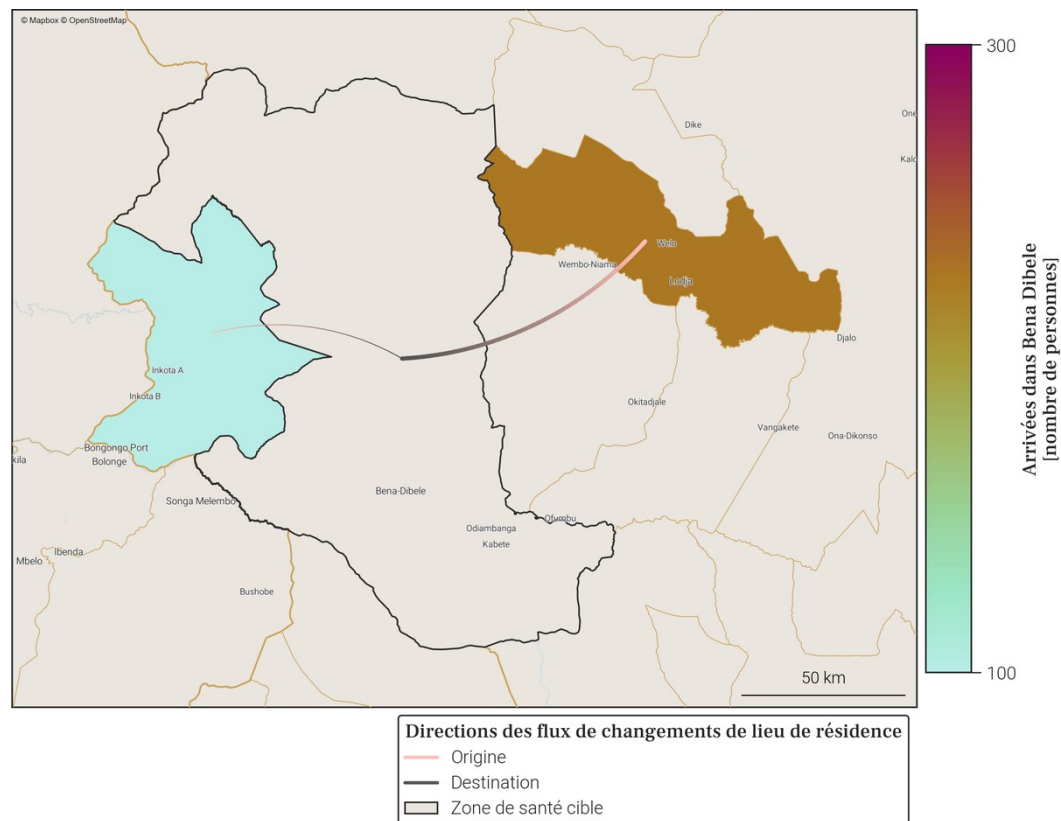 © Mapbox © OpenStreetMap
300
One
Dike
Kalo
Welo
Wembo-Niama
Lodja
Djalo
Inkota A
Inkota B
Okitadjale
Vangakete
Ona-Dikonso
Bongongo Port
kila
Bolonge
Bena-Dibele
Songa Melembo
Ofumbu
Odiambanga
Kabete
Ibenda
Mbelo
Bushobe
50 km
100
Arrivées dans Bena Dibele
[nombre de personnes]
Directions des flux de changements de lieu de résidence
Origine
Destination
Zone de santé cible